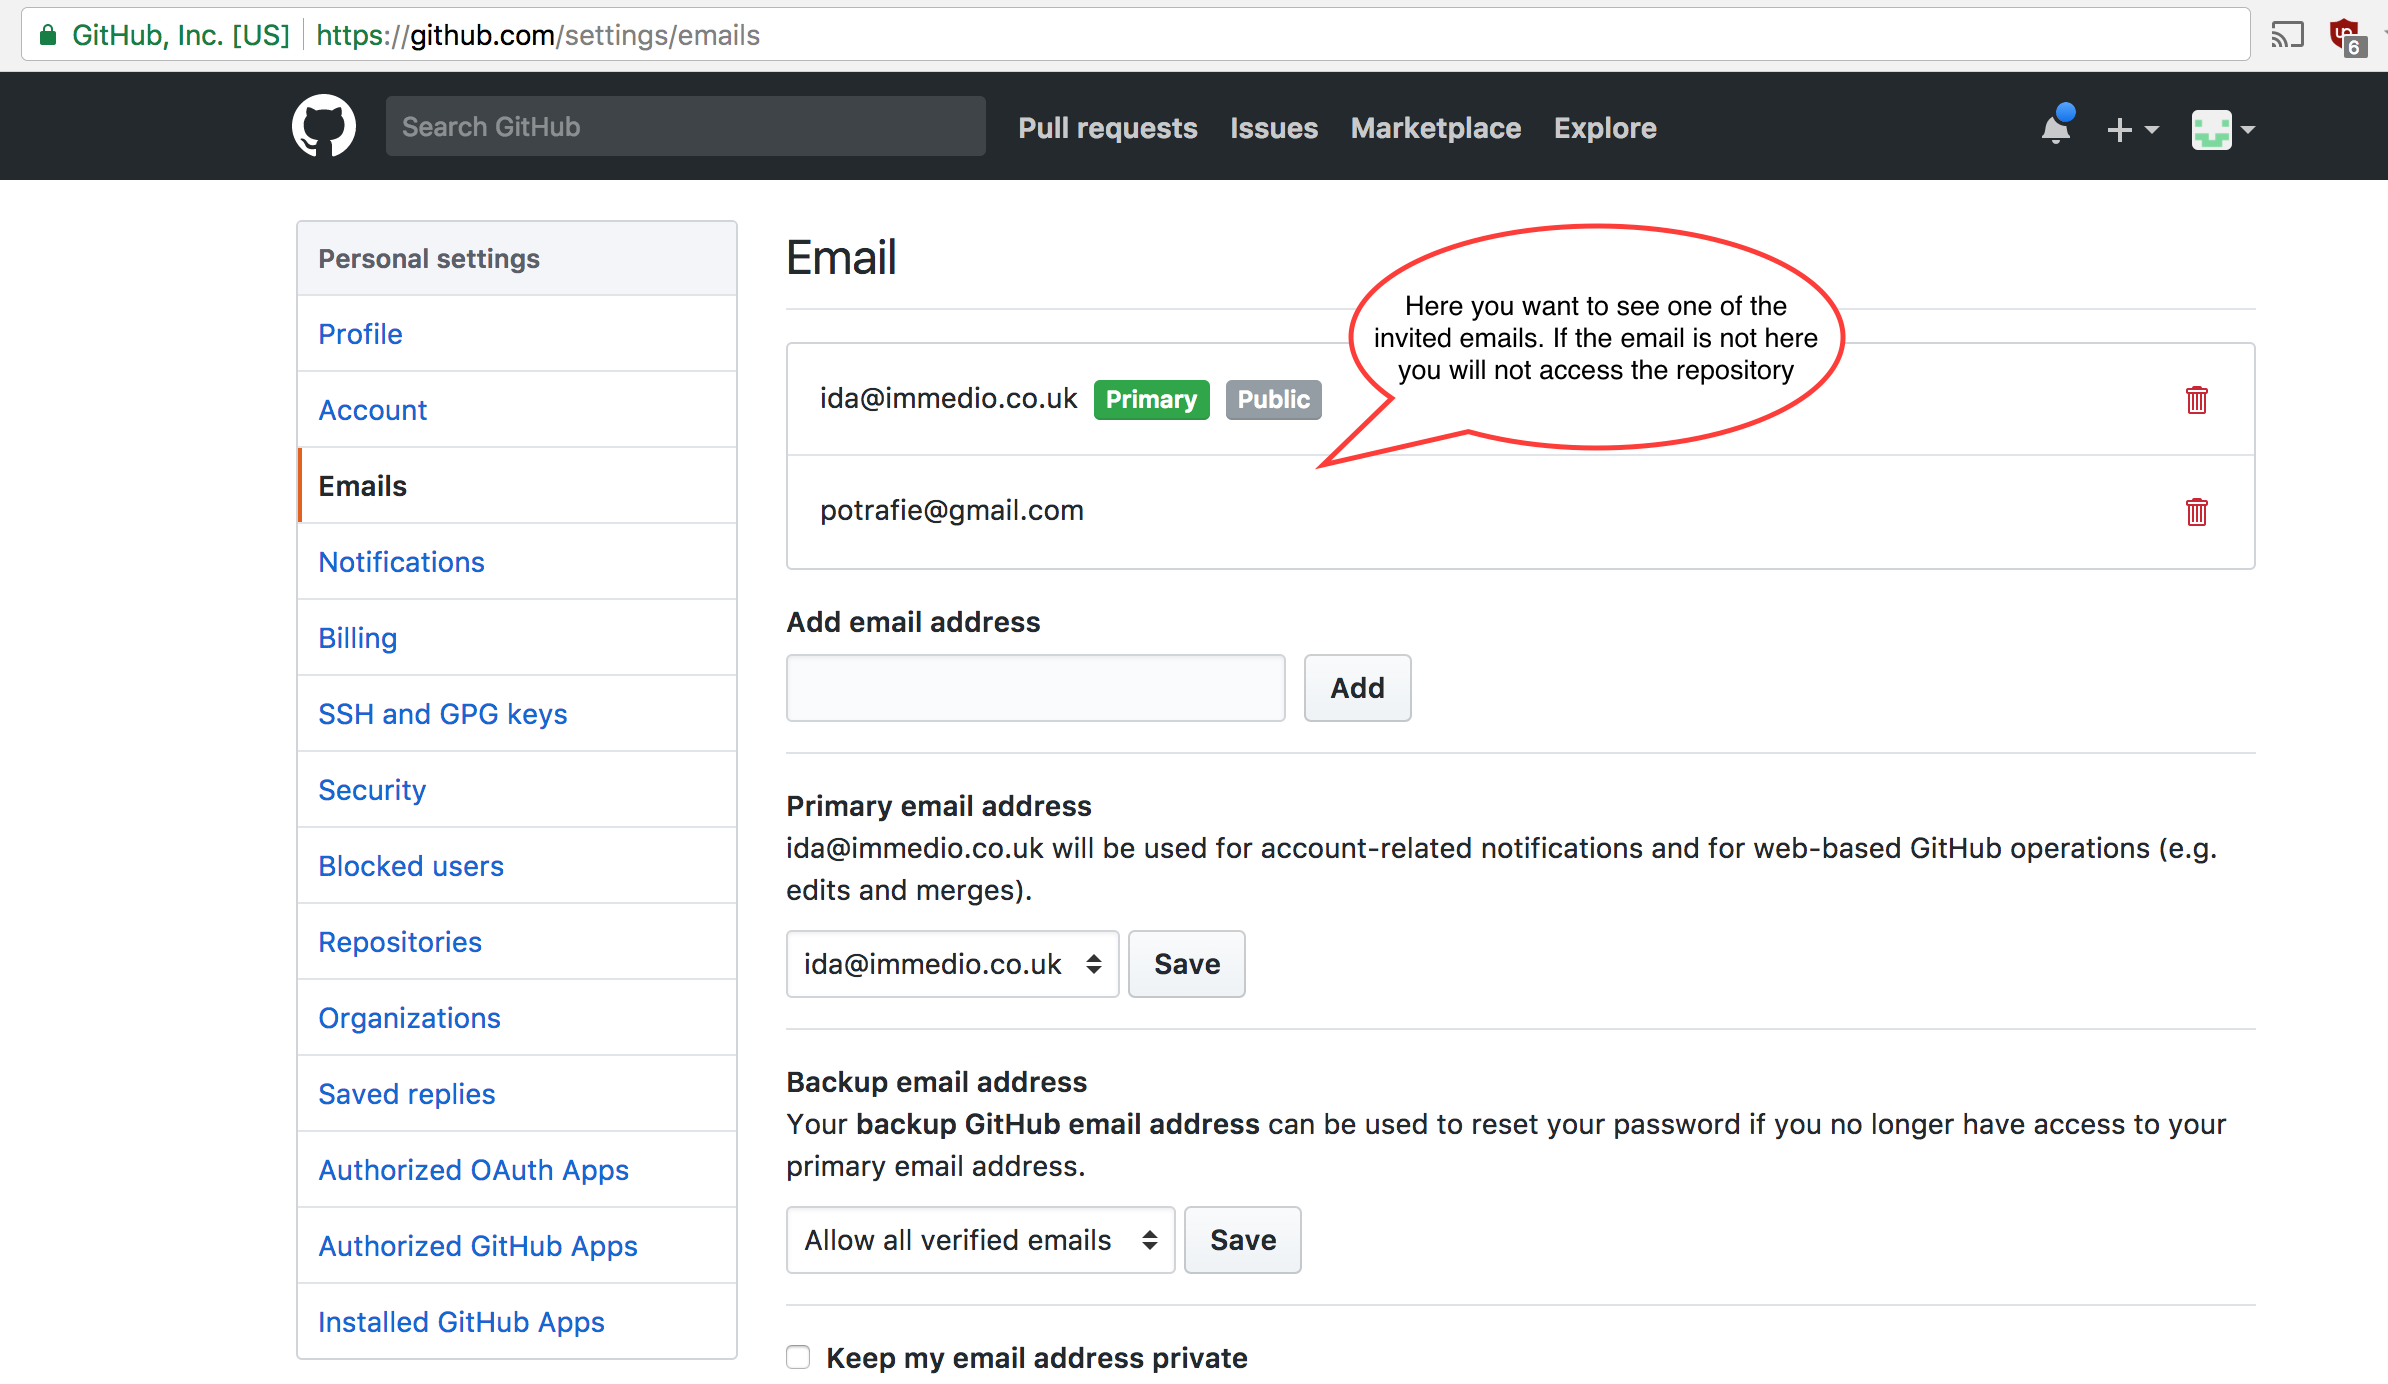 GitHub, Inc. [US] https://github.com/settings/emails
6
Search GitHub
Pull requests Issues Marketplace Explore
Personal settings
Profile
Account
Emails
Notifications
Billing
SSH and GPG keys
Security
Blocked users
Repositories
Organizations
Saved replies
Authorized OAuth Apps
Authorized GitHub Apps
Installed GitHub Apps
Email
Here you want to see one of the
invited emails. If the email is not here
you will not access the repository
ida@immedio.co.uk Primary Public
potrafie@gmail.com
Add email address
Add
Primary email address
ida@immedio.co.uk will be used for account-related notifications and for web-based GitHub operations (e.g.
edits and merges).
ida@immedio.co.uk Save
Backup email address
Your backup GitHub email address can be used to reset your password if you no longer have access to your
primary email address.
Allow all verified emails Save
Keep my email address private